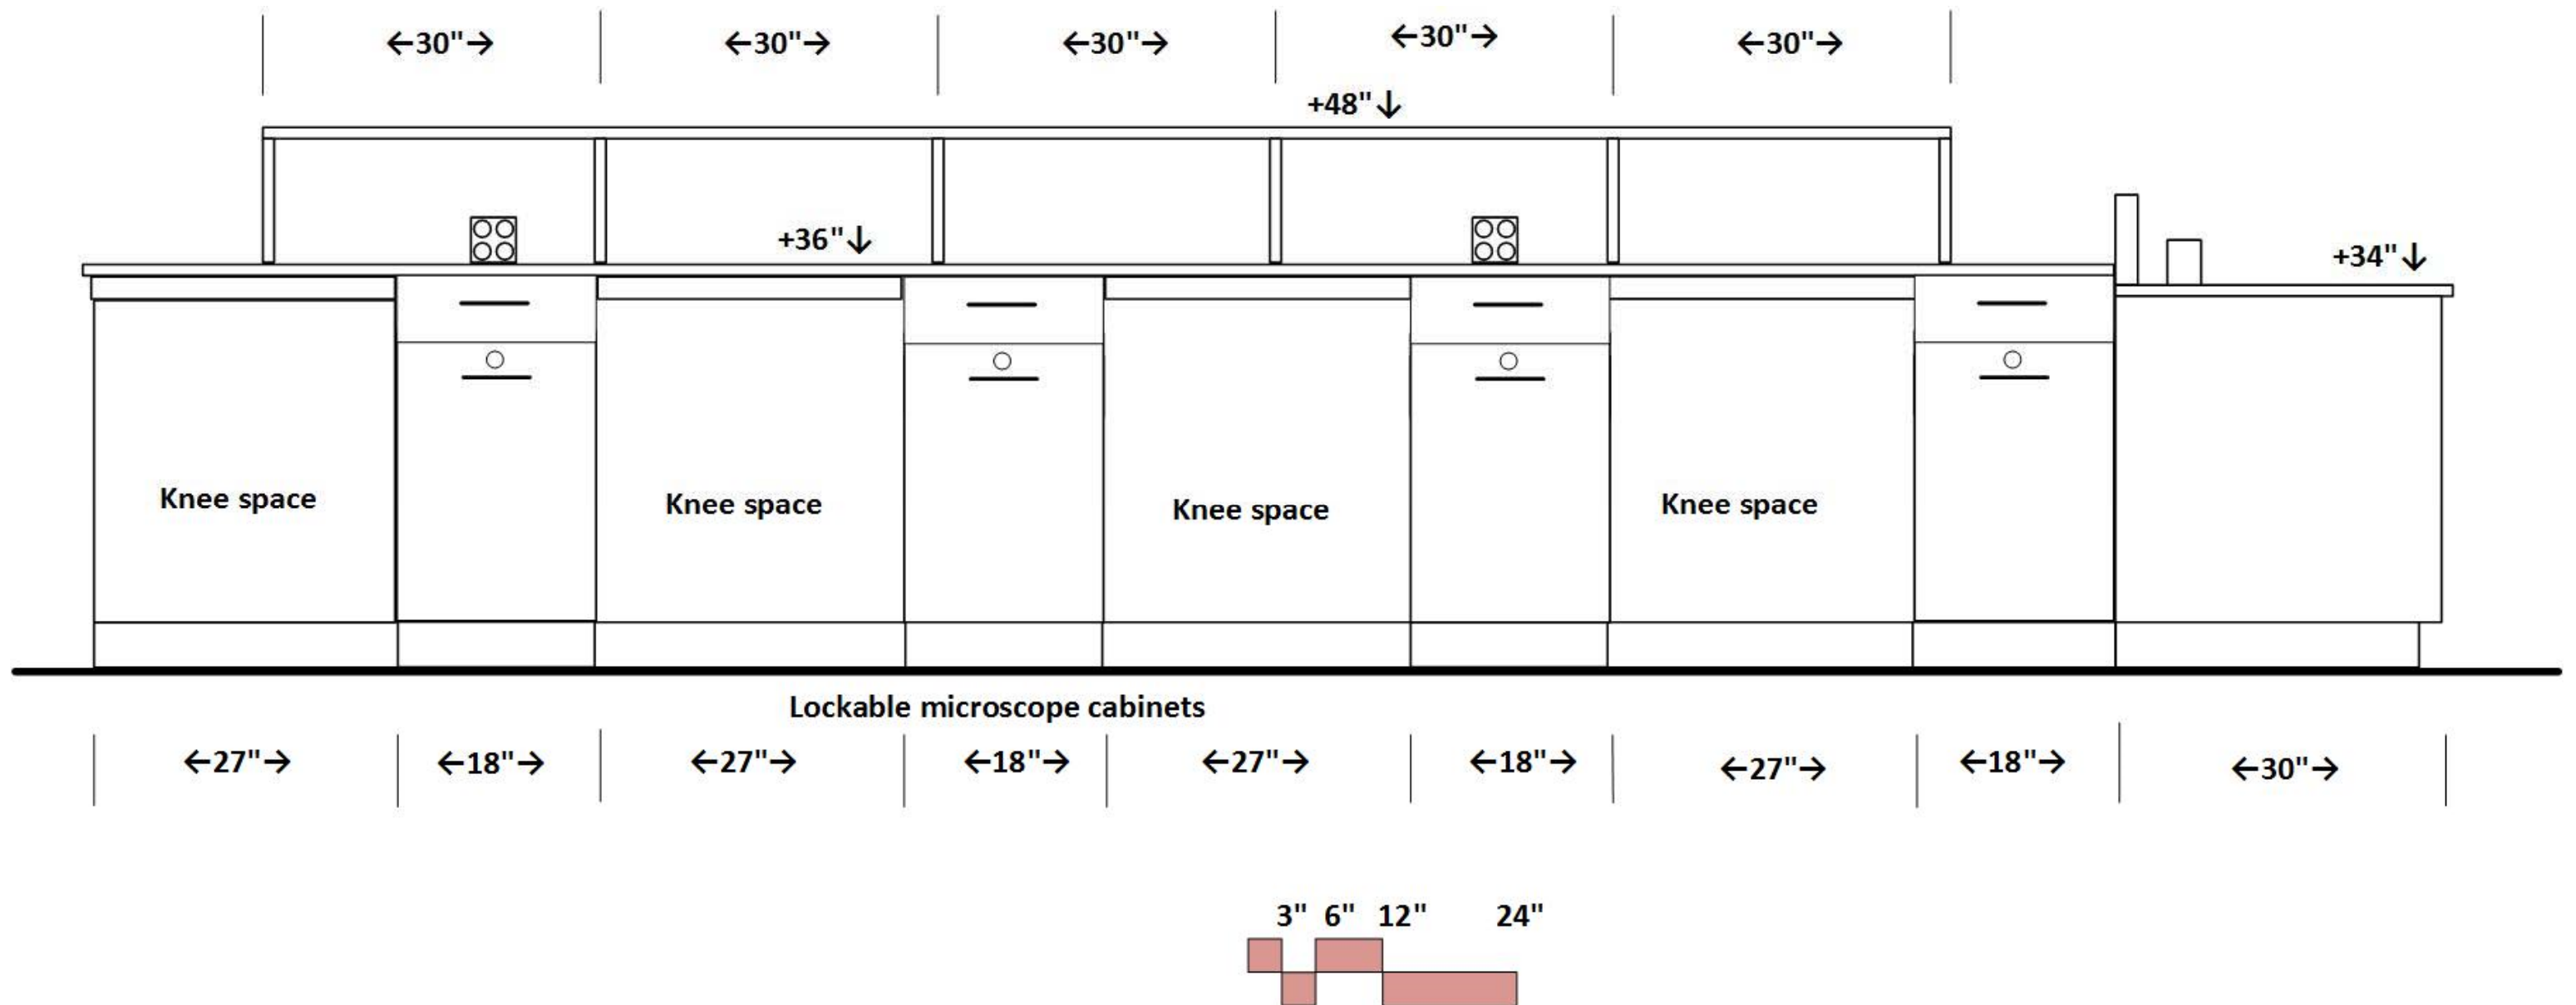 ←30"→ ←30"→ ←30"→ ←30"→ ←30"→
+48"↓
+36"↓
+34"↓
Knee space Knee space Knee space Knee space
Lockable microscope cabinets
←27"→ ←18"→ ←27"→ ←18"→ ←27"→ ←18"→ ←27"→ ←18"→ ←30"→
3" 6" 12" 24"